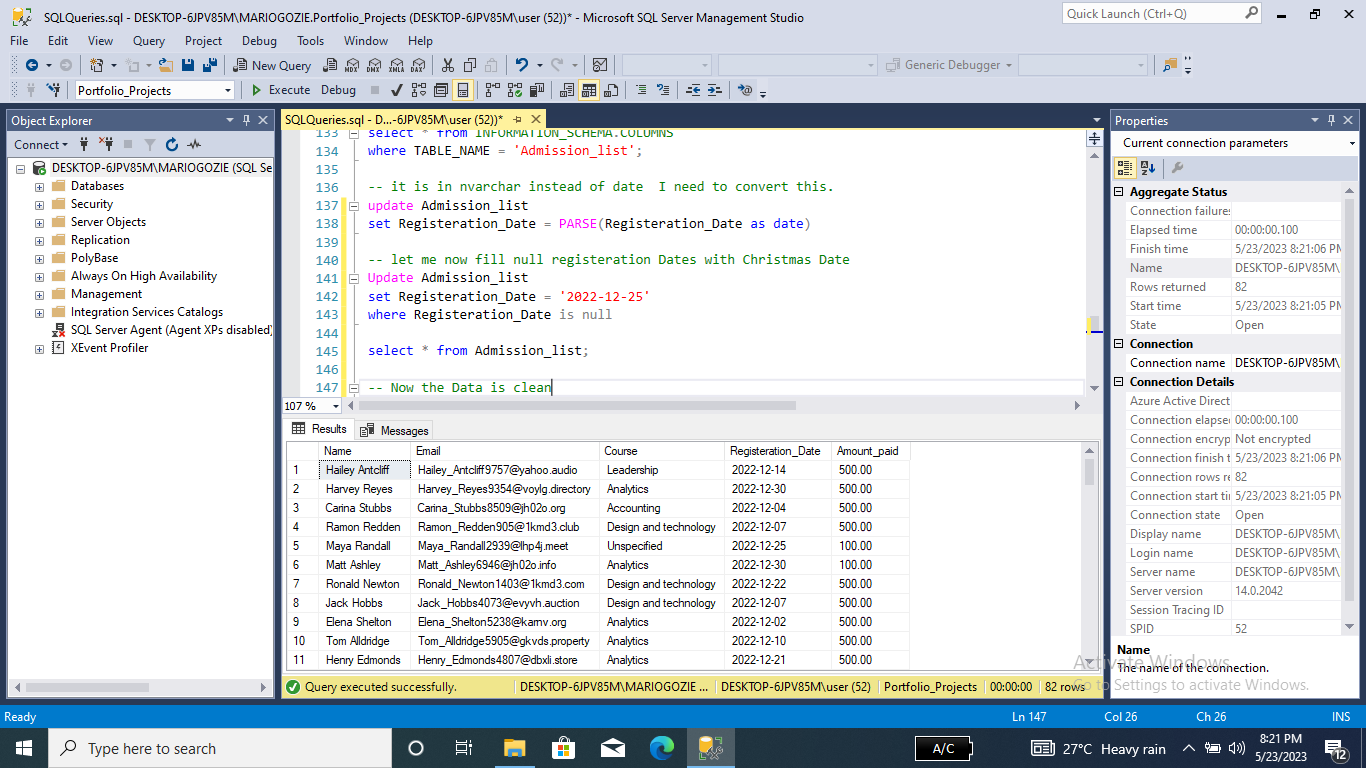 SQLQueries.sql - DESKTOP-6JPV85M\MARIOGOZIE.Portfolio_Projects (DESKTOP-6JPV85M\user (52))* - Microsoft SQL Server Management Studio
Quick Launch (Ctrl+Q)
File Edit View Query Project Debug Tools Window Help
New Query MDX DMX XMLA DAX Generic Debugger
Portfolio_Projects Execute Debug
Object Explorer
Connect
DESKTOP-6JPV85M\MARIOGOZIE (SQL Se
Databases
Security
Server Objects
Replication
PolyBase
Always On High Availability
Management
Integration Services Catalogs
SQL Server Agent (Agent XPs disabled)
XEvent Profiler
SQLQueries.sql - D...-6JPV85M\user (52))*
133 select * from INFORMATION_SCHEMA.COLUMNS
134 where TABLE_NAME = 'Admission_list';
135
136 -- it is in nvarchar instead of date  I need to convert this.
137 update Admission_list
138 set Registeration_Date = PARSE(Registeration_Date as date)
139
140 -- let me now fill null registeration Dates with Christmas Date
141 Update Admission_list
142 set Registeration_Date = '2022-12-25'
143 where Registeration_Date is null
144
145 select * from Admission_list;
146
147 -- Now the Data is clean
107 %
Results Messages
Name Email Course Registeration_Date Amount_paid
1 Hailey Antcliff Hailey_Antcliff9757@yahoo.audio Leadership 2022-12-14 500.00
2 Harvey Reyes Harvey_Reyes9354@voylg.directory Analytics 2022-12-30 500.00
3 Carina Stubbs Carina_Stubbs8509@jh02o.org Accounting 2022-12-04 500.00
4 Ramon Redden Ramon_Redden905@1kmd3.club Design and technology 2022-12-07 500.00
5 Maya Randall Maya_Randall2939@lhp4j.meet Unspecified 2022-12-25 100.00
6 Matt Ashley Matt_Ashley6946@jh02o.info Analytics 2022-12-30 100.00
7 Ronald Newton Ronald_Newton1403@1kmd3.com Design and technology 2022-12-22 500.00
8 Jack Hobbs Jack_Hobbs4073@evyvh.auction Design and technology 2022-12-07 500.00
9 Elena Shelton Elena_Shelton5238@kamv.org Analytics 2022-12-02 500.00
10 Tom Alldridge Tom_Alldridge5905@gkvds.property Analytics 2022-12-10 500.00
11 Henry Edmonds Henry_Edmonds4807@dbxli.store Analytics 2022-12-21 500.00
Query executed successfully. DESKTOP-6JPV85M\MARIOGOZIE ... DESKTOP-6JPV85M\user (52) Portfolio_Projects 00:00:00 82 rows
Properties
Current connection parameters
Aggregate Status
Connection failures
Elapsed time 00:00:00.100
Finish time 5/23/2023 8:21:06 PM
Name DESKTOP-6JPV85M\
Rows returned 82
Start time 5/23/2023 8:21:05 PM
State Open
Connection
Connection name DESKTOP-6JPV85M\
Connection Details
Azure Active Direct
Connection elapse 00:00:00.100
Connection encryp Not encrypted
Connection finish t 5/23/2023 8:21:06 PM
Connection rows re 82
Connection start ti 5/23/2023 8:21:05 PM
Connection state Open
Display name DESKTOP-6JPV85M\
Login name DESKTOP-6JPV85M\
Server name DESKTOP-6JPV85M\
Server version 14.0.2042
Session Tracing ID
SPID 52
Name
The name of the connection.
Activate Windows
Go to Settings to activate Windows.
Ready Ln 147 Col 26 Ch 26 INS
Type here to search
A/C
27°C Heavy rain
8:21 PM
5/23/2023
12